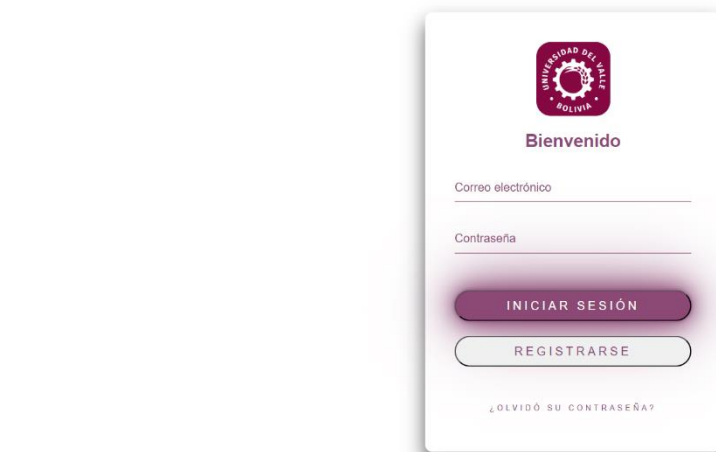 UNIVERSIDAD DEL VALLE
BOLIVIA
Bienvenido
Correo electrónico
Contraseña
INICIAR SESIÓN
REGISTRARSE
¿OLVIDÓ SU CONTRASEÑA?